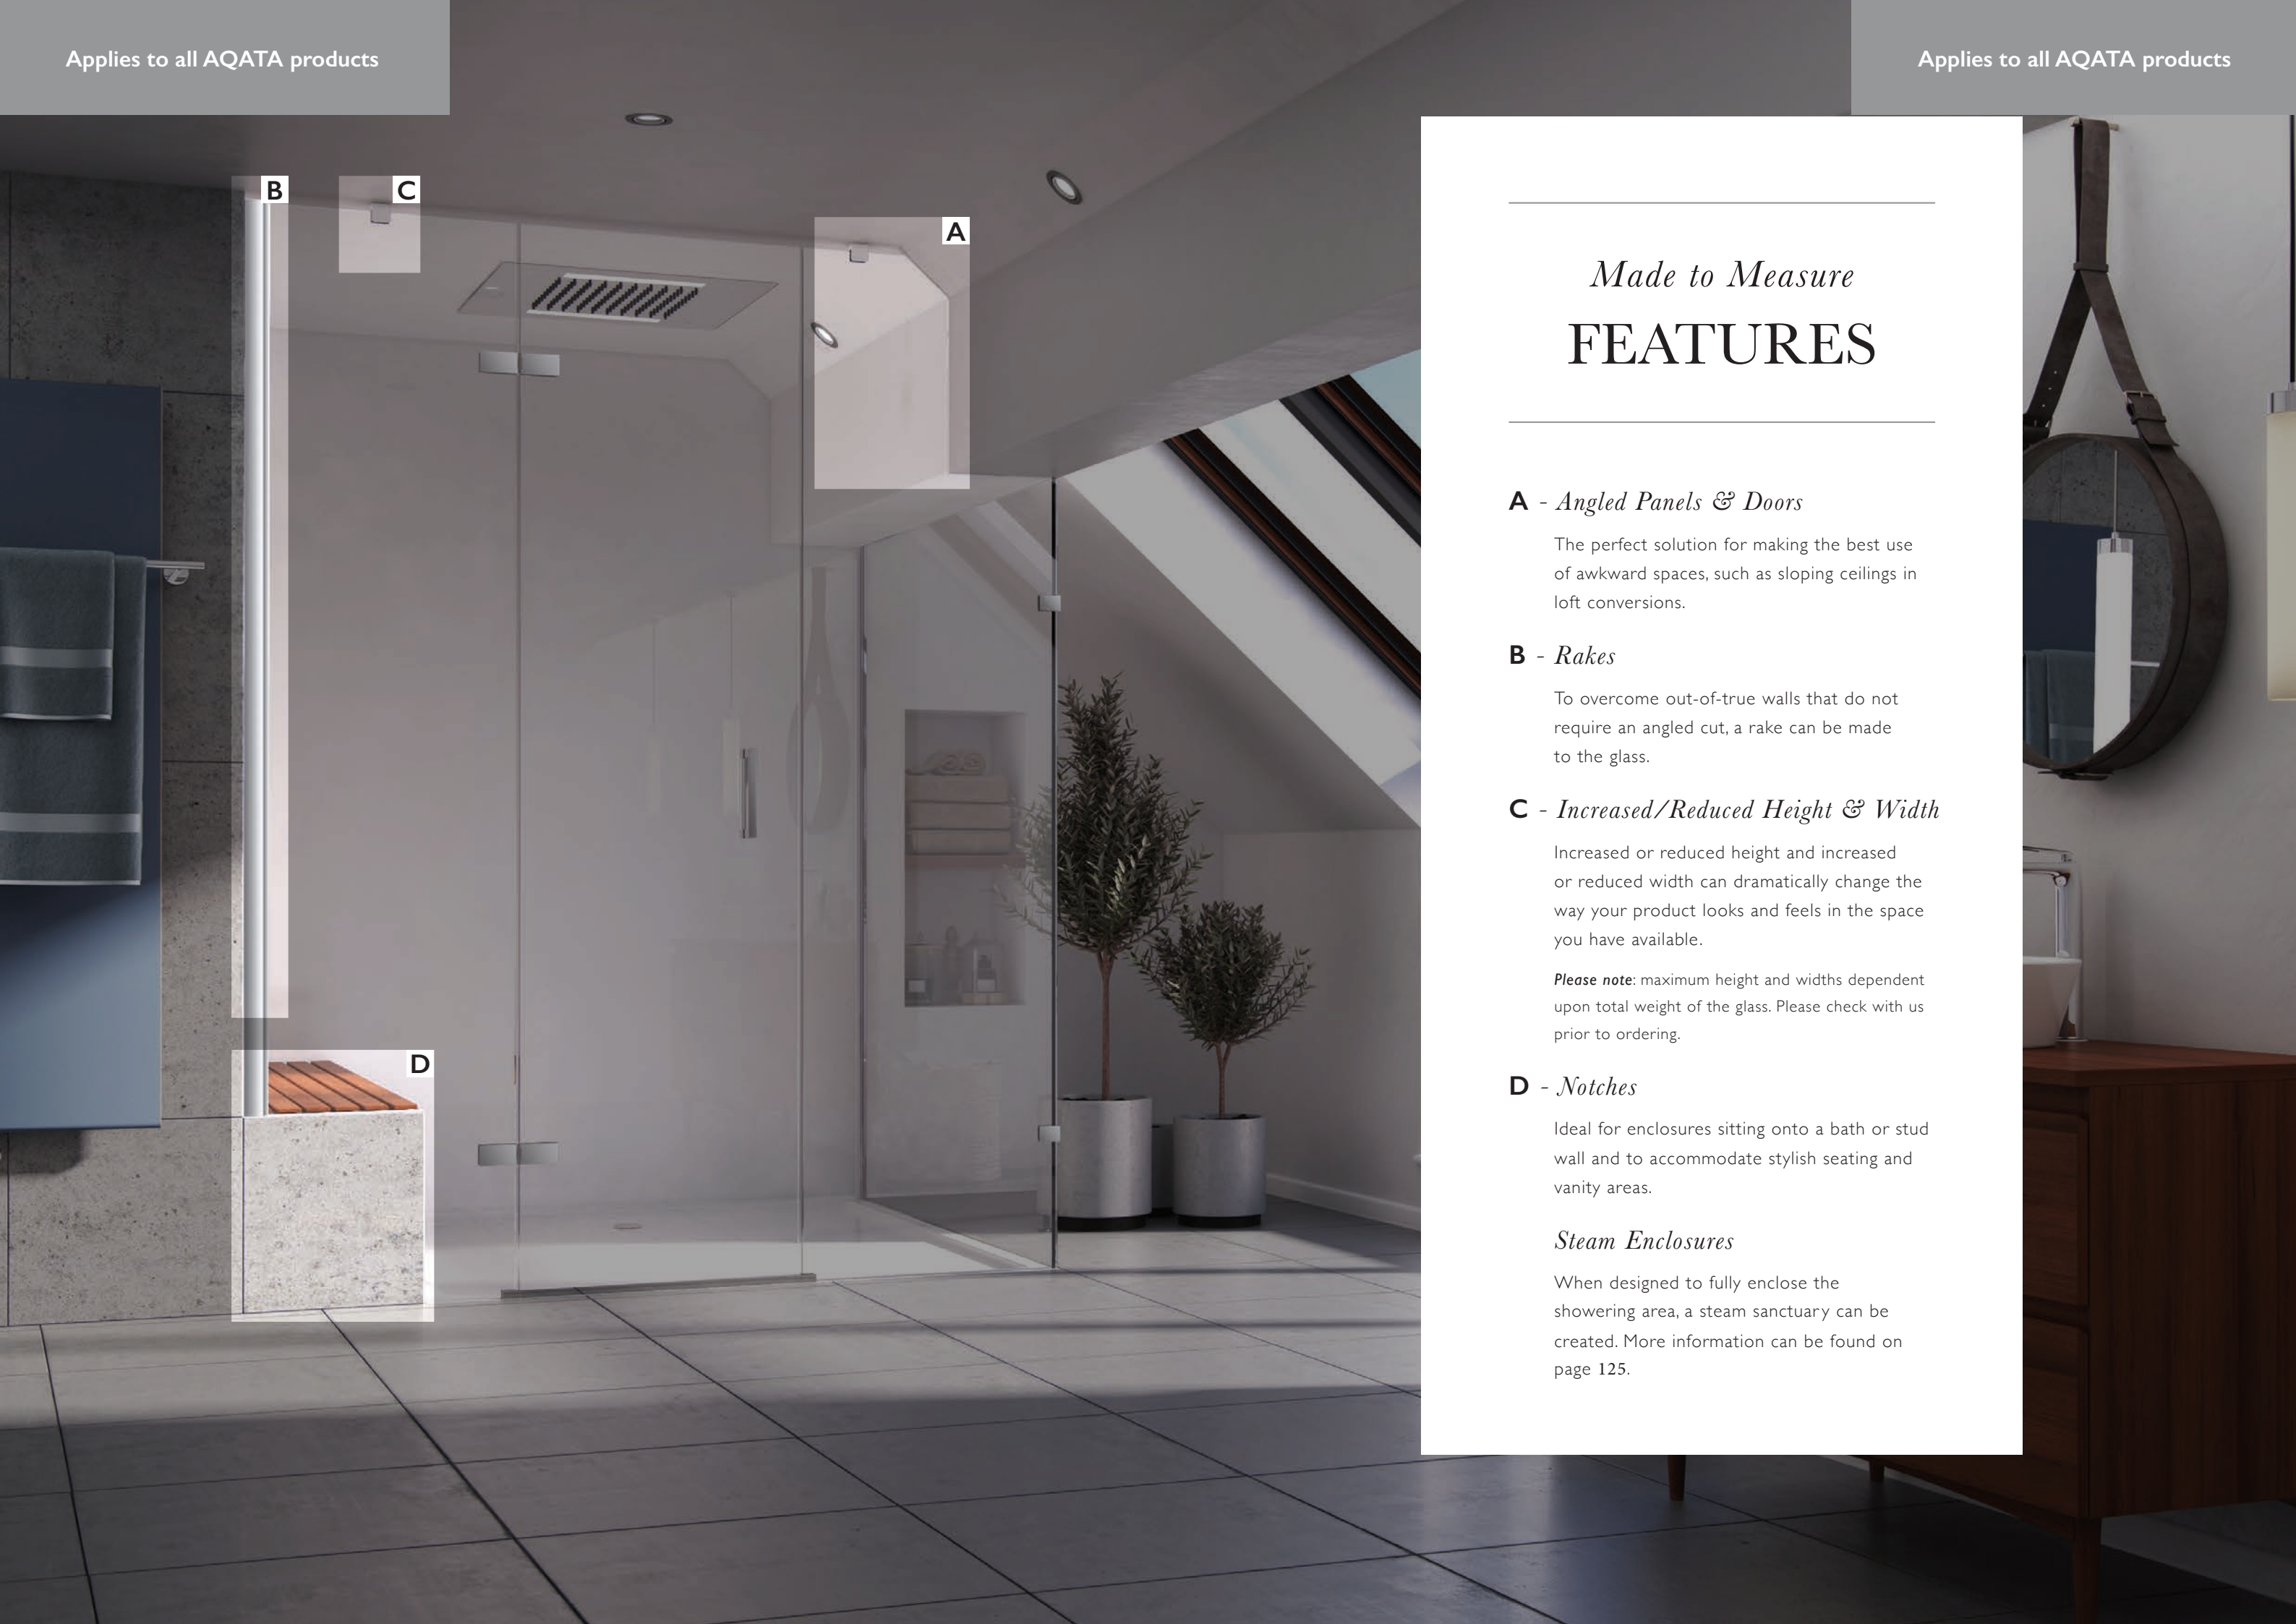 Applies to all AQATA products
Applies to all AQATA products
B
C
A
D
Made to Measure
FEATURES
A - Angled Panels & Doors
The perfect solution for making the best use
of awkward spaces, such as sloping ceilings in
loft conversions.
B - Rakes
To overcome out-of-true walls that do not
require an angled cut, a rake can be made
to the glass.
C - Increased/Reduced Height & Width
Increased or reduced height and increased
or reduced width can dramatically change the
way your product looks and feels in the space
you have available.
Please note: maximum height and widths dependent
upon total weight of the glass. Please check with us
prior to ordering.
D - Notches
Ideal for enclosures sitting onto a bath or stud
wall and to accommodate stylish seating and
vanity areas.
Steam Enclosures
When designed to fully enclose the
showering area, a steam sanctuary can be
created. More information can be found on
page 125.